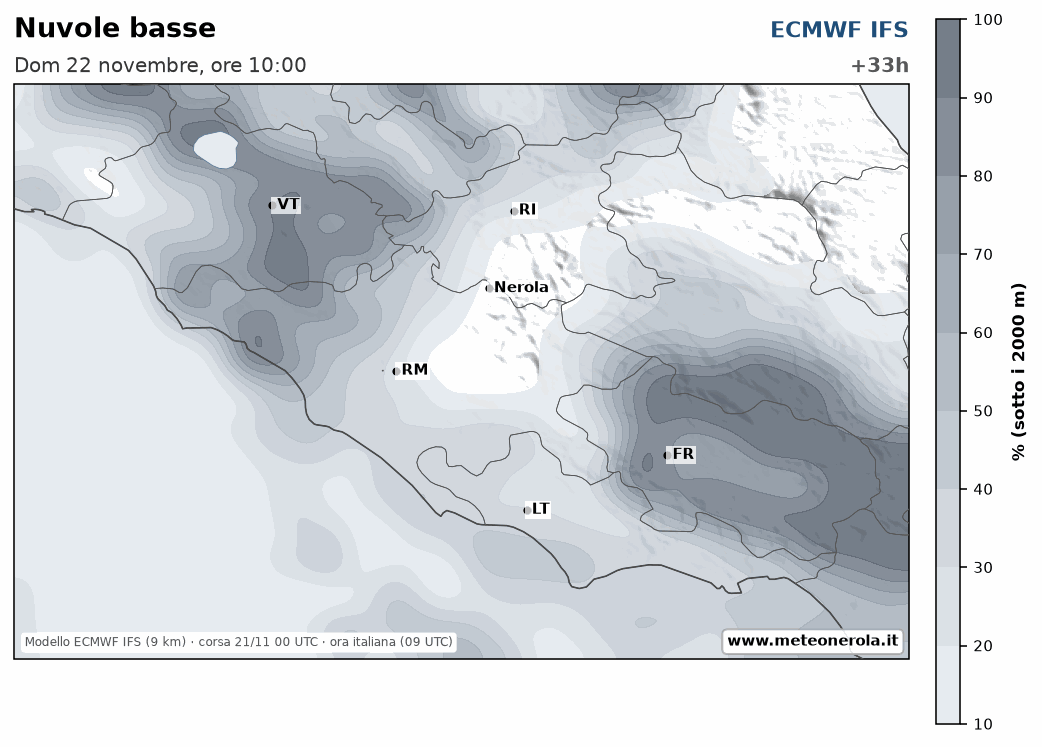 Nuvole basse
ECMWF IFS
Dom 22 novembre, ore 10:00
+33h
100
90
80
70
60
50
40
30
20
10
% (sotto i 2000 m)
VT
RI
Nerola
RM
FR
LT
Modello ECMWF IFS (9 km) · corsa 21/11 00 UTC · ora italiana (09 UTC)
www.meteonerola.it